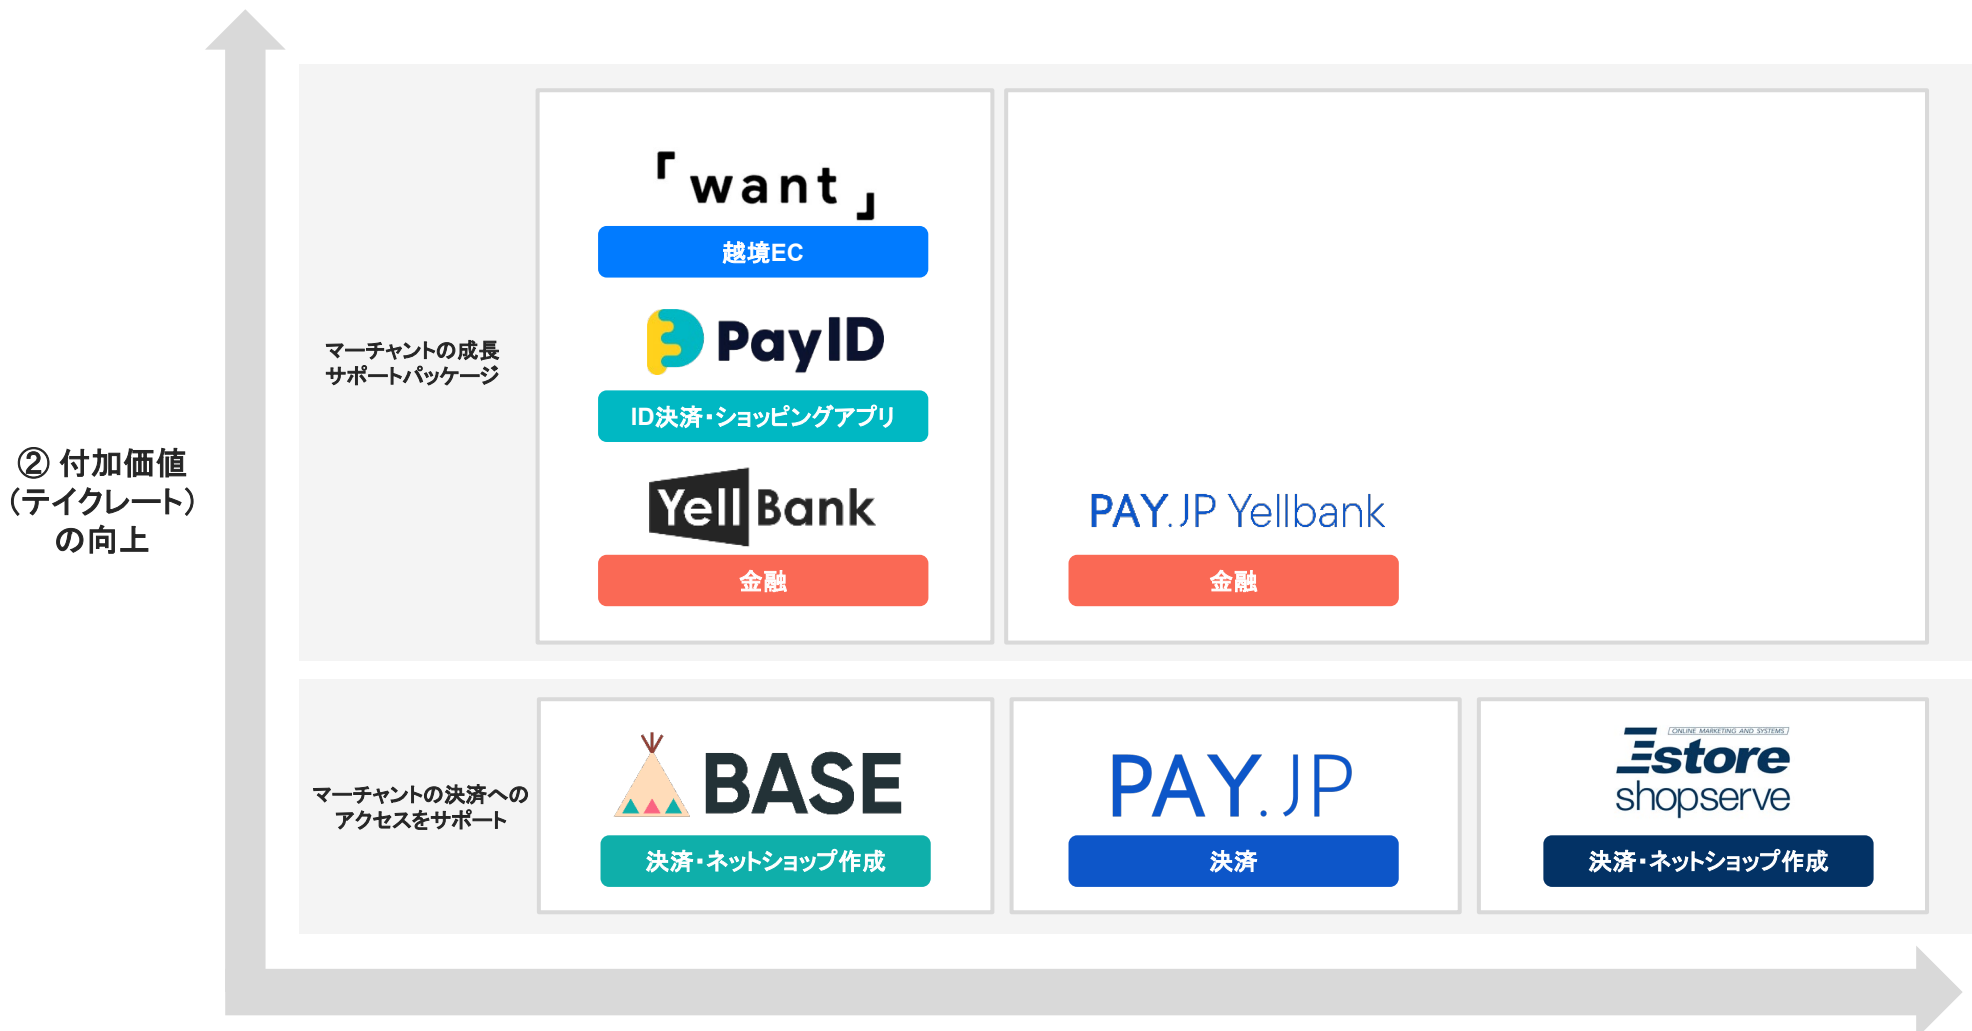 ② 付加価値
（テイクレート）
の向上
マーチャントの成長
サポートパッケージ
「want」
越境EC
PayID
ID決済・ショッピングアプリ
YellBank
金融
PAY.JP Yellbank
金融
マーチャントの決済への
アクセスをサポート
BASE
決済・ネットショップ作成
PAY.JP
決済
ONLINE MARKETING AND SYSTEMS
Estore
shopserve
決済・ネットショップ作成